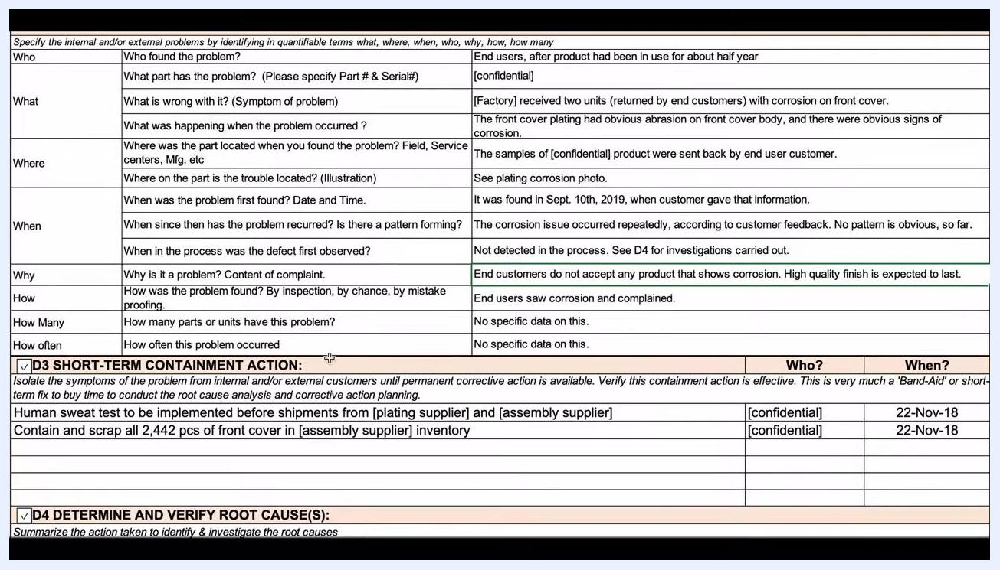 Specify the internal and/or external problems by identifying in quantifiable terms what, where, when, who, why, how, how many
Who
Who found the problem?
End users, after product had been in use for about half year
What
What part has the problem? (Please specify Part # & Serial#)
[confidential]
What is wrong with it? (Symptom of problem)
[Factory] received two units (returned by end customers) with corrosion on front cover.
What was happening when the problem occurred ?
The front cover plating had obvious abrasion on front cover body, and there were obvious signs of
corrosion.
Where
Where was the part located when you found the problem? Field, Service
centers, Mfg. etc
The samples of [confidential] product were sent back by end user customer.
Where on the part is the trouble located? (Illustration)
See plating corrosion photo.
When
When was the problem first found? Date and Time.
It was found in Sept. 10th, 2019, when customer gave that information.
When since then has the problem recurred? Is there a pattern forming?
The corrosion issue occurred repeatedly, according to customer feedback. No pattern is obvious, so far.
When in the process was the defect first observed?
Not detected in the process. See D4 for investigations carried out.
Why
Why is it a problem? Content of complaint.
End customers do not accept any product that shows corrosion. High quality finish is expected to last.
How
How was the problem found? By inspection, by chance, by mistake
proofing.
End users saw corrosion and complained.
How Many
How many parts or units have this problem?
No specific data on this.
How often
How often this problem occurred
No specific data on this.
D3 SHORT-TERM CONTAINMENT ACTION:
Who?
When?
Isolate the symptoms of the problem from internal and/or external customers until permanent corrective action is available. Verify this containment action is effective. This is very much a 'Band-Aid' or short-
term fix to buy time to conduct the root cause analysis and corrective action planning.
Human sweat test to be implemented before shipments from [plating supplier] and [assembly supplier]
[confidential]
22-Nov-18
Contain and scrap all 2,442 pcs of front cover in [assembly supplier] inventory
[confidential]
22-Nov-18
D4 DETERMINE AND VERIFY ROOT CAUSE(S):
Summarize the action taken to identify & investigate the root causes